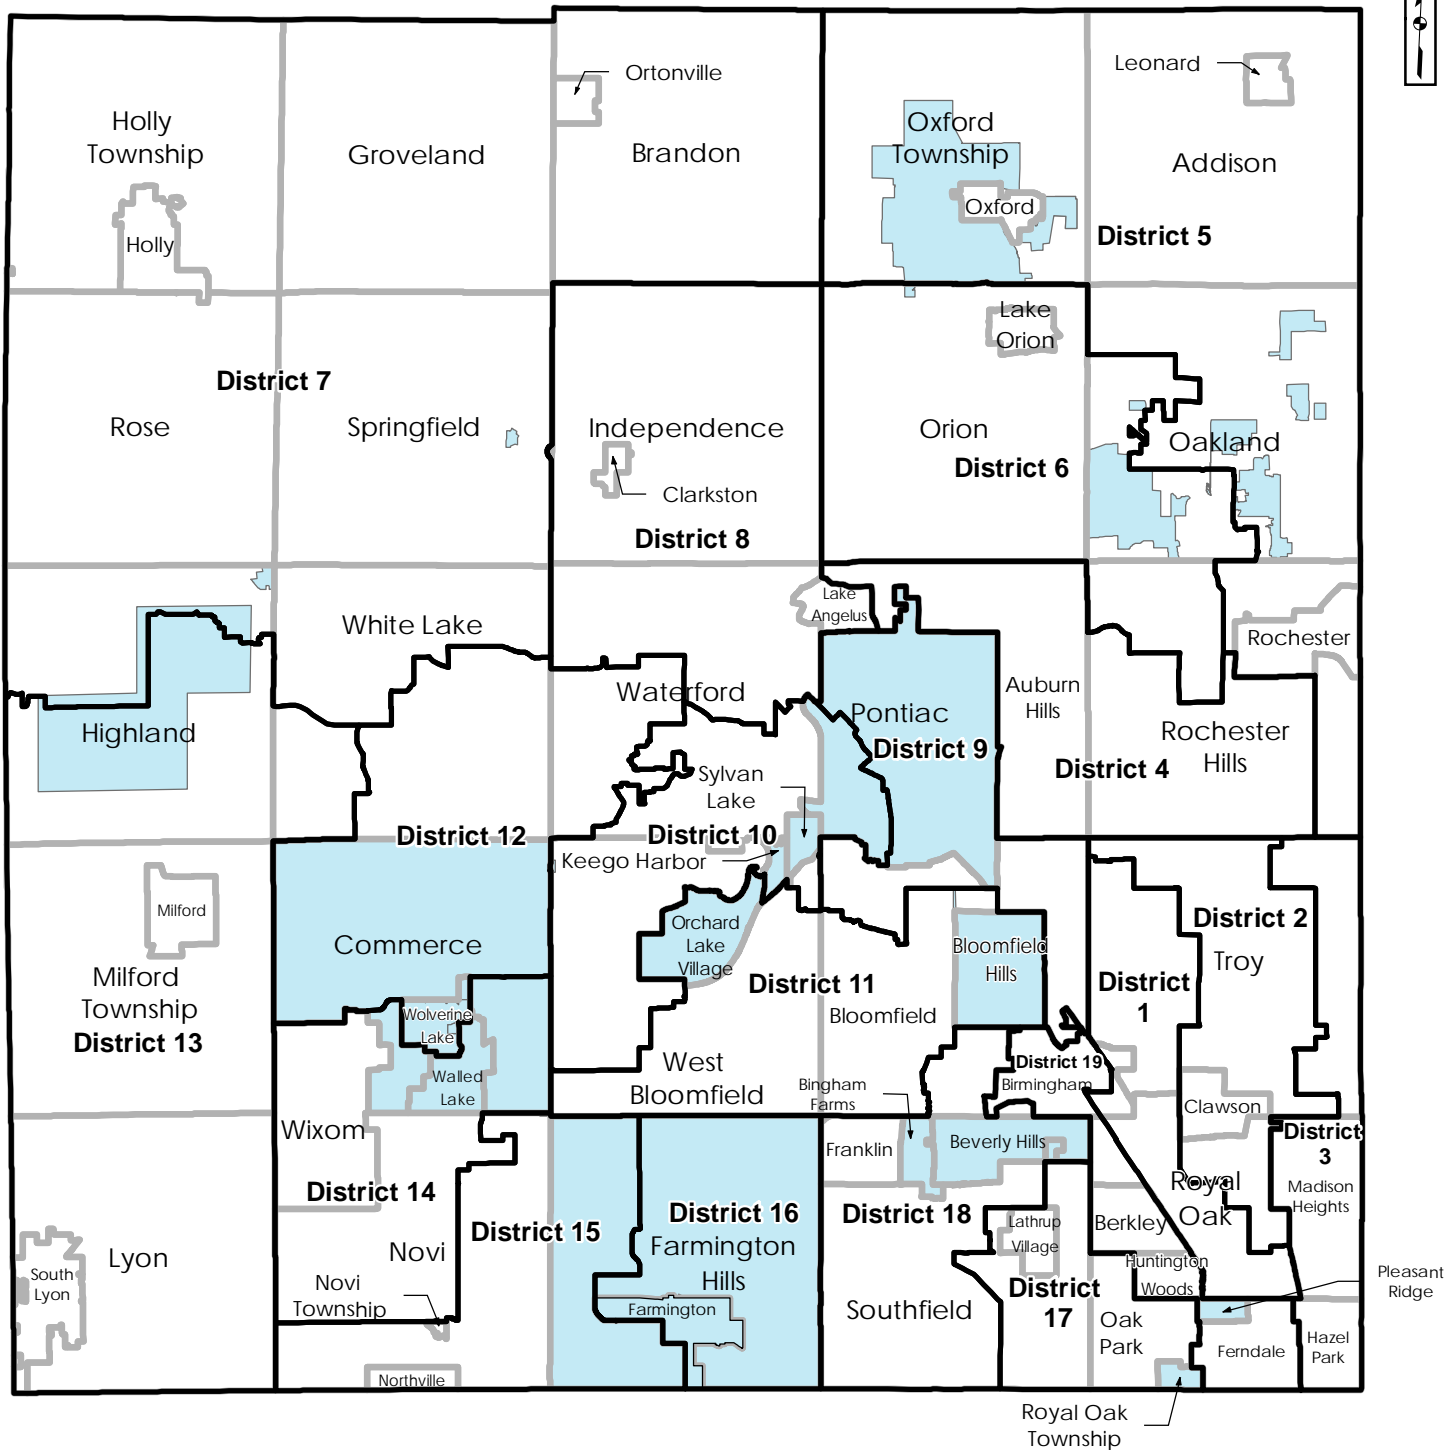 Ortonville
Leonard
Holly
Township
Groveland
Brandon
Oxford
Township
Addison
Oxford
Holly
District 5
Lake
Orion
District 7
Rose
Springfield
Independence
Orion
Oakland
District 6
Clarkston
District 8
Lake
Angelus
White Lake
Rochester
Waterford
Auburn
Hills
Pontiac
Highland
Rochester
Hills
District 9
District 4
Sylvan
Lake
District 12
District 10
Keego Harbor
Milford
Orchard
Lake
Village
District 2
Troy
Commerce
Bloomfield
Hills
Milford
Township
District 13
District 11
District
1
Wolverine
Lake
Bloomfield
West
Bloomfield
District 19
Birmingham
Walled
Lake
Bingham
Farms
Clawson
Wixom
Franklin
Beverly Hills
District
3
District 14
Royal
Oak
Madison
Heights
District 15
District 16
Farmington
Hills
District 18
Lathrup
Village
Berkley
Lyon
Novi
South
Lyon
Novi
Township
Huntington
Woods
Pleasant
Ridge
Farmington
Southfield
District
17
Oak
Park
Ferndale
Hazel
Park
Northville
Royal Oak
Township